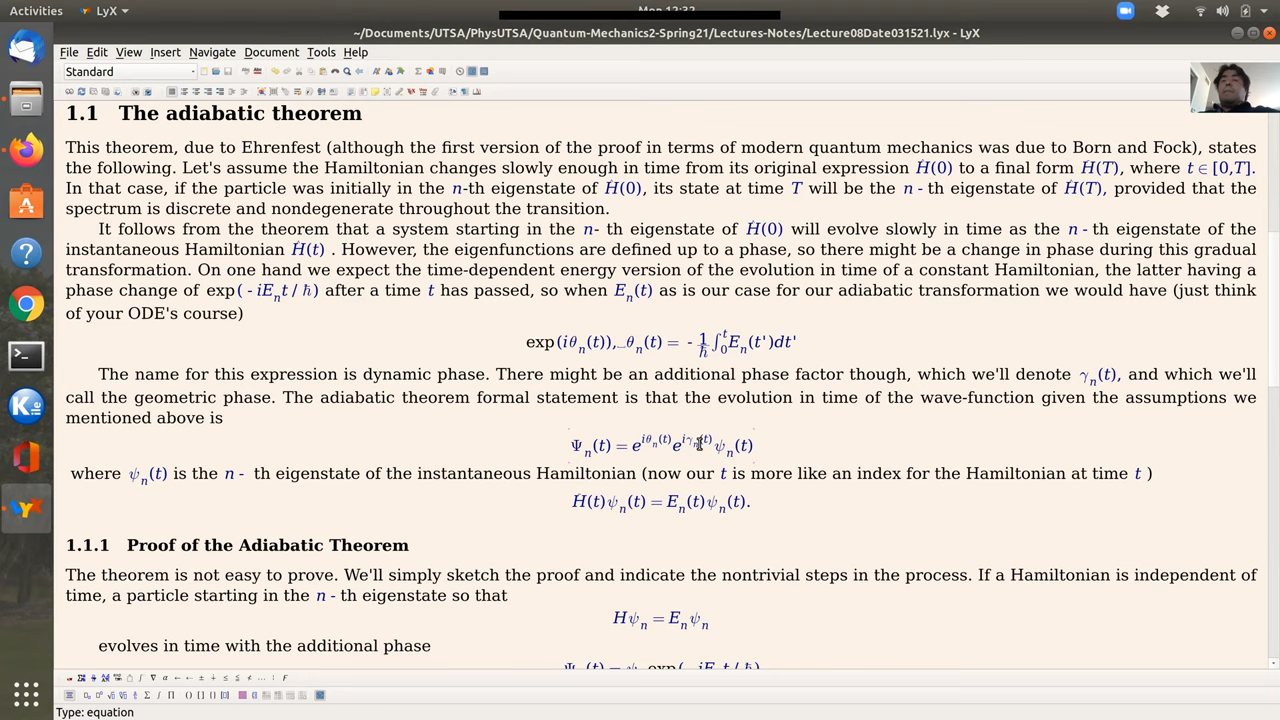 Activities LyX
~/Documents/UTSA/PhysUTSA/Quantum-Mechanics2-Spring21/Lectures-Notes/Lecture08Date031521.lyx - LyX
File Edit View Insert Navigate Document Tools Help
Standard
1.1 The adiabatic theorem
This theorem, due to Ehrenfest (although the first version of the proof in terms of modern quantum mechanics was due to Born and Fock), states
the following. Let's assume the Hamiltonian changes slowly enough in time from its original expression Ĥ(0) to a final form Ĥ(T), where t∈[0,T].
In that case, if the particle was initially in the n-th eigenstate of Ĥ(0), its state at time T will be the n - th eigenstate of Ĥ(T), provided that the
spectrum is discrete and nondegenerate throughout the transition.
It follows from the theorem that a system starting in the n- th eigenstate of Ĥ(0) will evolve slowly in time as the n - th eigenstate of the
instantaneous Hamiltonian Ĥ(t) . However, the eigenfunctions are defined up to a phase, so there might be a change in phase during this gradual
transformation. On one hand we expect the time-dependent energy version of the evolution in time of a constant Hamiltonian, the latter having a
phase change of exp( - iE_n t / ħ) after a time t has passed, so when E_n(t) as is our case for our adiabatic transformation we would have (just think
of your ODE's course)
exp(iθ_n(t)), θ_n(t) = - 1/ħ ∫_0^t E_n(t')dt'
The name for this expression is dynamic phase. There might be an additional phase factor though, which we'll denote γ_n(t), and which we'll
call the geometric phase. The adiabatic theorem formal statement is that the evolution in time of the wave-function given the assumptions we
mentioned above is
Ψ_n(t) = e^{iθ_n(t)} e^{iγ_n(t)} ψ_n(t)
where ψ_n(t) is the n - th eigenstate of the instantaneous Hamiltonian (now our t is more like an index for the Hamiltonian at time t )
H(t)ψ_n(t) = E_n(t)ψ_n(t).
1.1.1 Proof of the Adiabatic Theorem
The theorem is not easy to prove. We'll simply sketch the proof and indicate the nontrivial steps in the process. If a Hamiltonian is independent of
time, a particle starting in the n - th eigenstate so that
Hψ_n = E_nψ_n
evolves in time with the additional phase
Type: equation